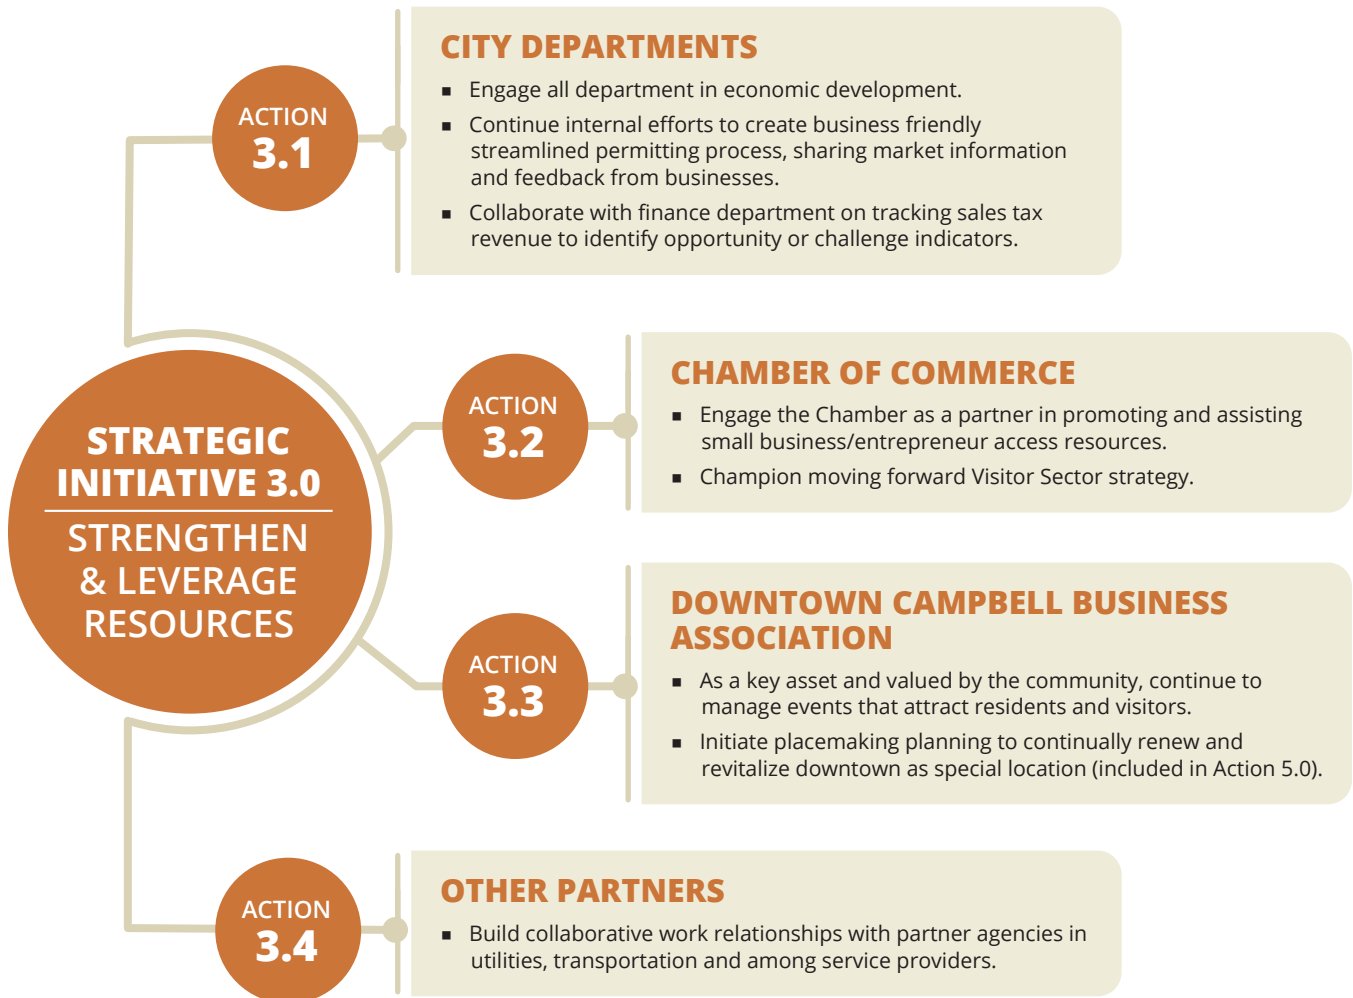 CITY DEPARTMENTS
▪ Engage all department in economic development.
▪ Continue internal efforts to create business friendly
streamlined permitting process, sharing market information
and feedback from businesses.
▪ Collaborate with finance department on tracking sales tax
revenue to identify opportunity or challenge indicators.
ACTION
3.1
STRATEGIC
INITIATIVE 3.0
STRENGTHEN
& LEVERAGE
RESOURCES
ACTION
3.2
CHAMBER OF COMMERCE
▪ Engage the Chamber as a partner in promoting and assisting
small business/entrepreneur access resources.
▪ Champion moving forward Visitor Sector strategy.
ACTION
3.3
DOWNTOWN CAMPBELL BUSINESS
ASSOCIATION
▪ As a key asset and valued by the community, continue to
manage events that attract residents and visitors.
▪ Initiate placemaking planning to continually renew and
revitalize downtown as special location (included in Action 5.0).
ACTION
3.4
OTHER PARTNERS
▪ Build collaborative work relationships with partner agencies in
utilities, transportation and among service providers.